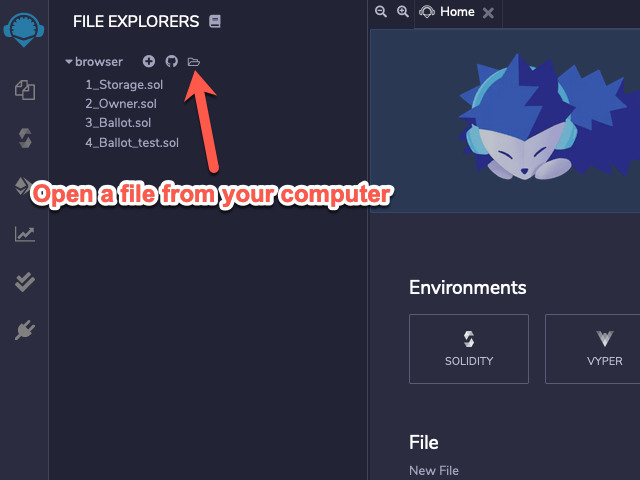 FILE EXPLORERS
browser
1_Storage.sol
2_Owner.sol
3_Ballot.sol
4_Ballot_test.sol
Open a file from your computer
Home
Environments
SOLIDITY
VYPER
File
New File